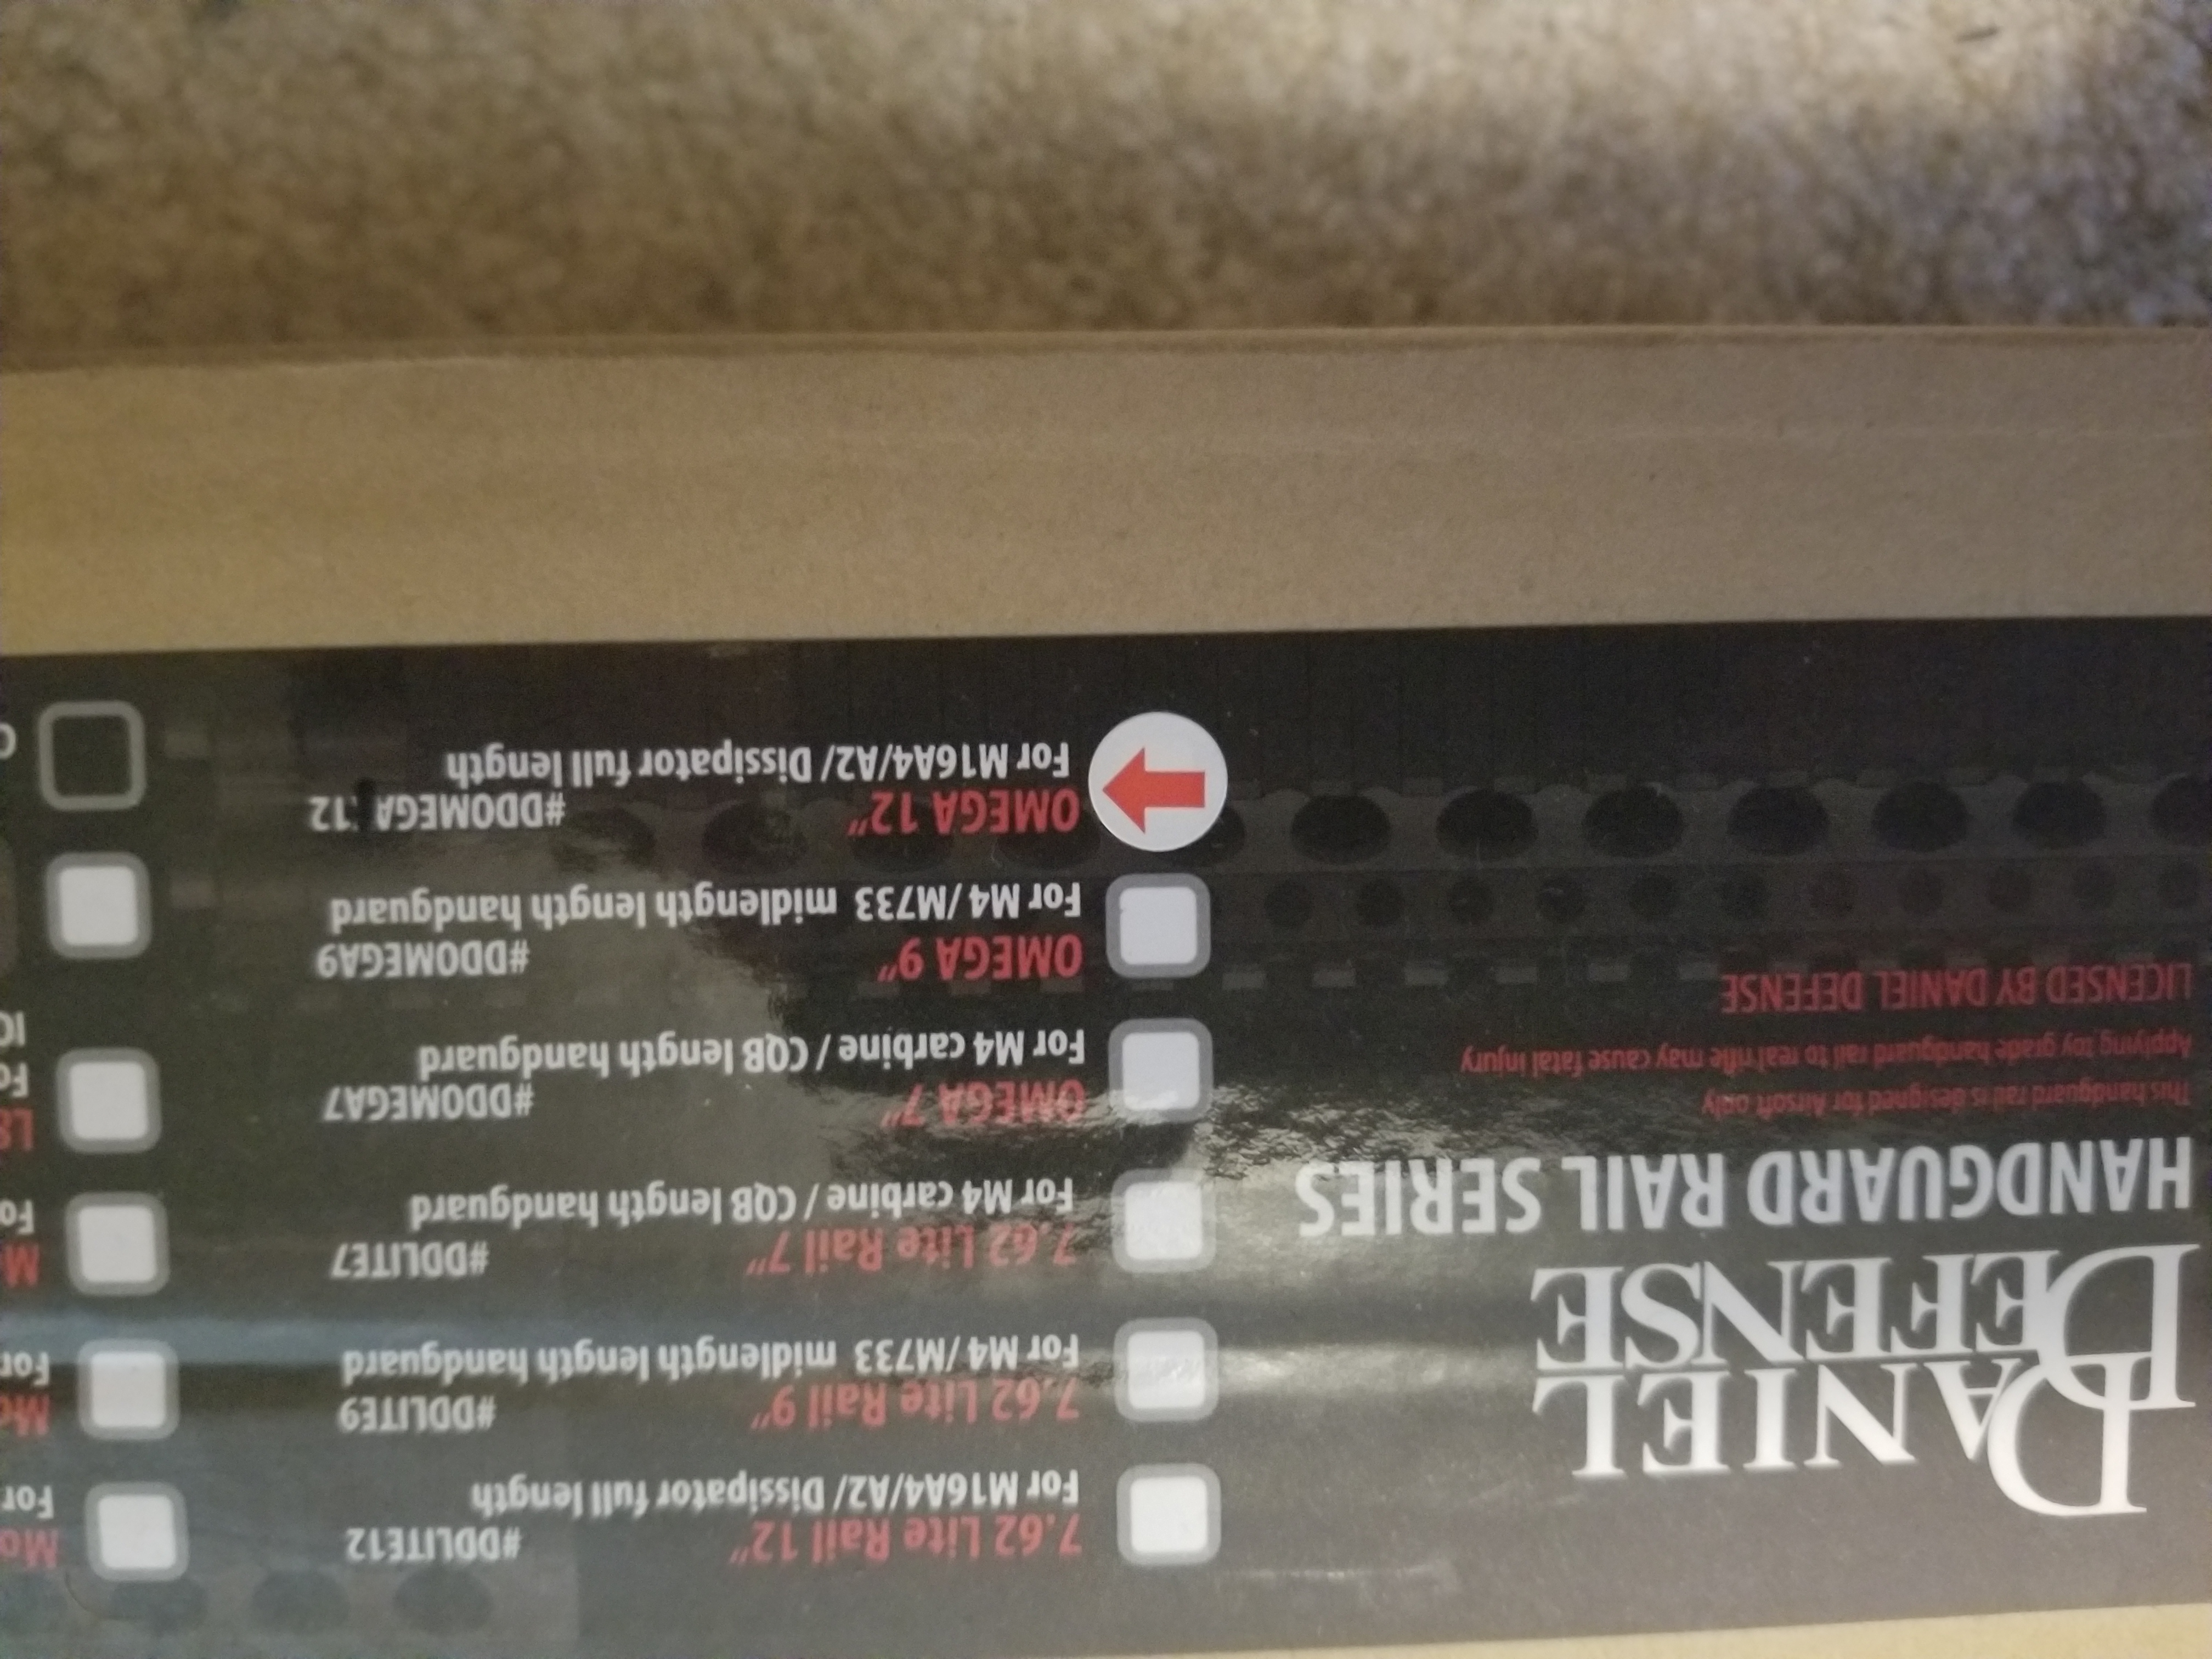 DANIEL
DEFENSE
HANDGUARD RAIL SERIES
This handguard rail is designed for Airsoft only
Applying toy grade handguard rail to real rifle may cause fatal injury
LICENSED BY DANIEL DEFENSE
7.62 Lite Rail 12" #DDLITE12
For M16A4/A2/ Dissipator full length
7.62 Lite Rail 9" #DDLITE9
For M4/M733 midlength length handguard
7.62 Lite Rail 7" #DDLITE7
For M4 carbine / CQB length handguard
OMEGA 7" #DDOMEGA7
For M4 carbine / CQB length handguard
OMEGA 9" #DDOMEGA9
For M4/M733 midlength length handguard
OMEGA 12" #DDOMEGA 12
For M16A4/A2/ Dissipator full length
For
For